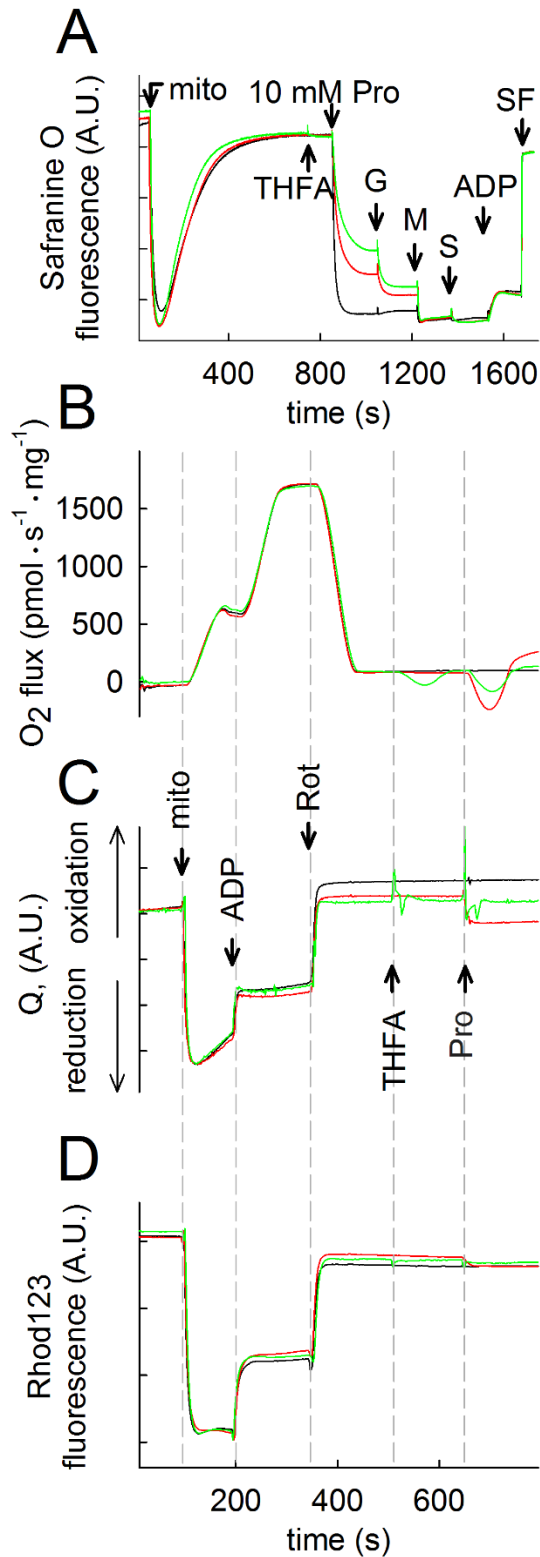 A
Safranine O
fluorescence (A.U.)
mito
10 mM Pro
SF
THFA
G
ADP
M
S
400
800
1200
1600
time (s)
B
O2 flux (pmol · s-1 · mg-1)
1500
1000
500
0
C
Q, (A.U.)
reduction oxidation
mito
ADP
Rot
THFA
Pro
D
Rhod123
fluorescence (A.U.)
200
400
600
time (s)